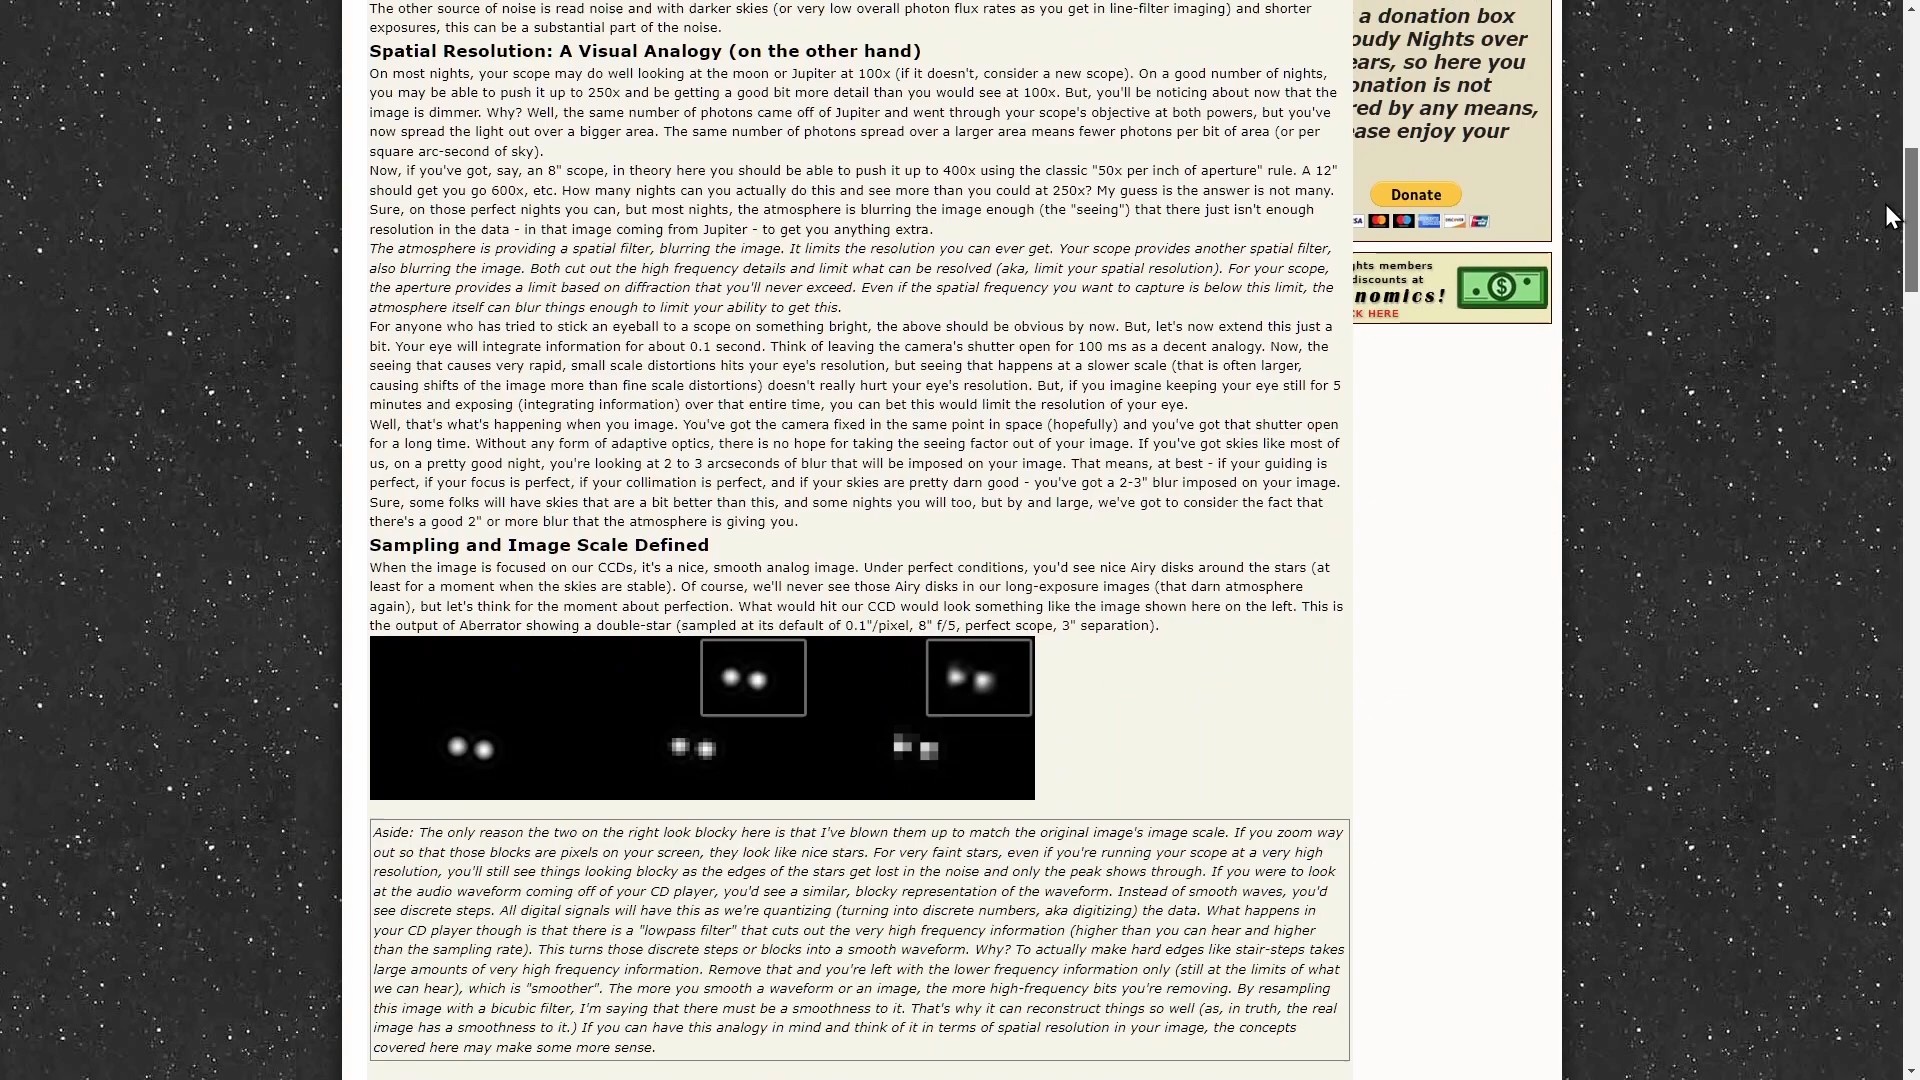 The other source of noise is read noise and with darker skies (or very low overall photon flux rates as you get in line-filter imaging) and shorter
exposures, this can be a substantial part of the noise.
Spatial Resolution: A Visual Analogy (on the other hand)
On most nights, your scope may do well looking at the moon or Jupiter at 100x (if it doesn't, consider a new scope). On a good number of nights,
you may be able to push it up to 250x and be getting a good bit more detail than you would see at 100x. But, you'll be noticing about now that the
image is dimmer. Why? Well, the same number of photons came off of Jupiter and went through your scope's objective at both powers, but you've
now spread the light out over a bigger area. The same number of photons spread over a larger area means fewer photons per bit of area (or per
square arc-second of sky).
Now, if you've got, say, an 8" scope, in theory here you should be able to push it up to 400x using the classic "50x per inch of aperture" rule. A 12"
should get you go 600x, etc. How many nights can you actually do this and see more than you could at 250x? My guess is the answer is not many.
Sure, on those perfect nights you can, but most nights, the atmosphere is blurring the image enough (the "seeing") that there just isn't enough
resolution in the data - in that image coming from Jupiter - to get you anything extra.
The atmosphere is providing a spatial filter, blurring the image. It limits the resolution you can ever get. Your scope provides another spatial filter,
also blurring the image. Both cut out the high frequency details and limit what can be resolved (aka, limit your spatial resolution). For your scope,
the aperture provides a limit based on diffraction that you'll never exceed. Even if the spatial frequency you want to capture is below this limit, the
atmosphere itself can blur things enough to limit your ability to get this.
For anyone who has tried to stick an eyeball to a scope on something bright, the above should be obvious by now. But, let's now extend this just a
bit. Your eye will integrate information for about 0.1 second. Think of leaving the camera's shutter open for 100 ms as a decent analogy. Now, the
seeing that causes very rapid, small scale distortions hits your eye's resolution, but seeing that happens at a slower scale (that is often larger,
causing shifts of the image more than fine scale distortions) doesn't really hurt your eye's resolution. But, if you imagine keeping your eye still for 5
minutes and exposing (integrating information) over that entire time, you can bet this would limit the resolution of your eye.
Well, that's what's happening when you image. You've got the camera fixed in the same point in space (hopefully) and you've got that shutter open
for a long time. Without any form of adaptive optics, there is no hope for taking the seeing factor out of your image. If you've got skies like most of
us, on a pretty good night, you're looking at 2 to 3 arcseconds of blur that will be imposed on your image. That means, at best - if your guiding is
perfect, if your focus is perfect, if your collimation is perfect, and if your skies are pretty darn good - you've got a 2-3" blur imposed on your image.
Sure, some folks will have skies that are a bit better than this, and some nights you will too, but by and large, we've got to consider the fact that
there's a good 2" or more blur that the atmosphere is giving you.
Sampling and Image Scale Defined
When the image is focused on our CCDs, it's a nice, smooth analog image. Under perfect conditions, you'd see nice Airy disks around the stars (at
least for a moment when the skies are stable). Of course, we'll never see those Airy disks in our long-exposure images (that darn atmosphere
again), but let's think for the moment about perfection. What would hit our CCD would look something like the image shown here on the left. This is
the output of Aberrator showing a double-star (sampled at its default of 0.1"/pixel, 8" f/5, perfect scope, 3" separation).
Aside: The only reason the two on the right look blocky here is that I've blown them up to match the original image's image scale. If you zoom way
out so that those blocks are pixels on your screen, they look like nice stars. For very faint stars, even if you're running your scope at a very high
resolution, you'll still see things looking blocky as the edges of the stars get lost in the noise and only the peak shows through. If you were to look
at the audio waveform coming off of your CD player, you'd see a similar, blocky representation of the waveform. Instead of smooth waves, you'd
see discrete steps. All digital signals will have this as we're quantizing (turning into discrete numbers, aka digitizing) the data. What happens in
your CD player though is that there is a "lowpass filter" that cuts out the very high frequency information (higher than you can hear and higher
than the sampling rate). This turns those discrete steps or blocks into a smooth waveform. Why? To actually make hard edges like stair-steps takes
large amounts of very high frequency information. Remove that and you're left with the lower frequency information only (still at the limits of what
we can hear), which is "smoother". The more you smooth a waveform or an image, the more high-frequency bits you're removing. By resampling
this image with a bicubic filter, I'm saying that there must be a smoothness to it. That's why it can reconstruct things so well (as, in truth, the real
image has a smoothness to it.) If you can have this analogy in mind and think of it in terms of spatial resolution in your image, the concepts
covered here may make some more sense.
a donation box
oudy Nights over
ears, so here you
onation is not
red by any means,
ease enjoy your
Donate
ghts members
discounts at
nomics!
CK HERE